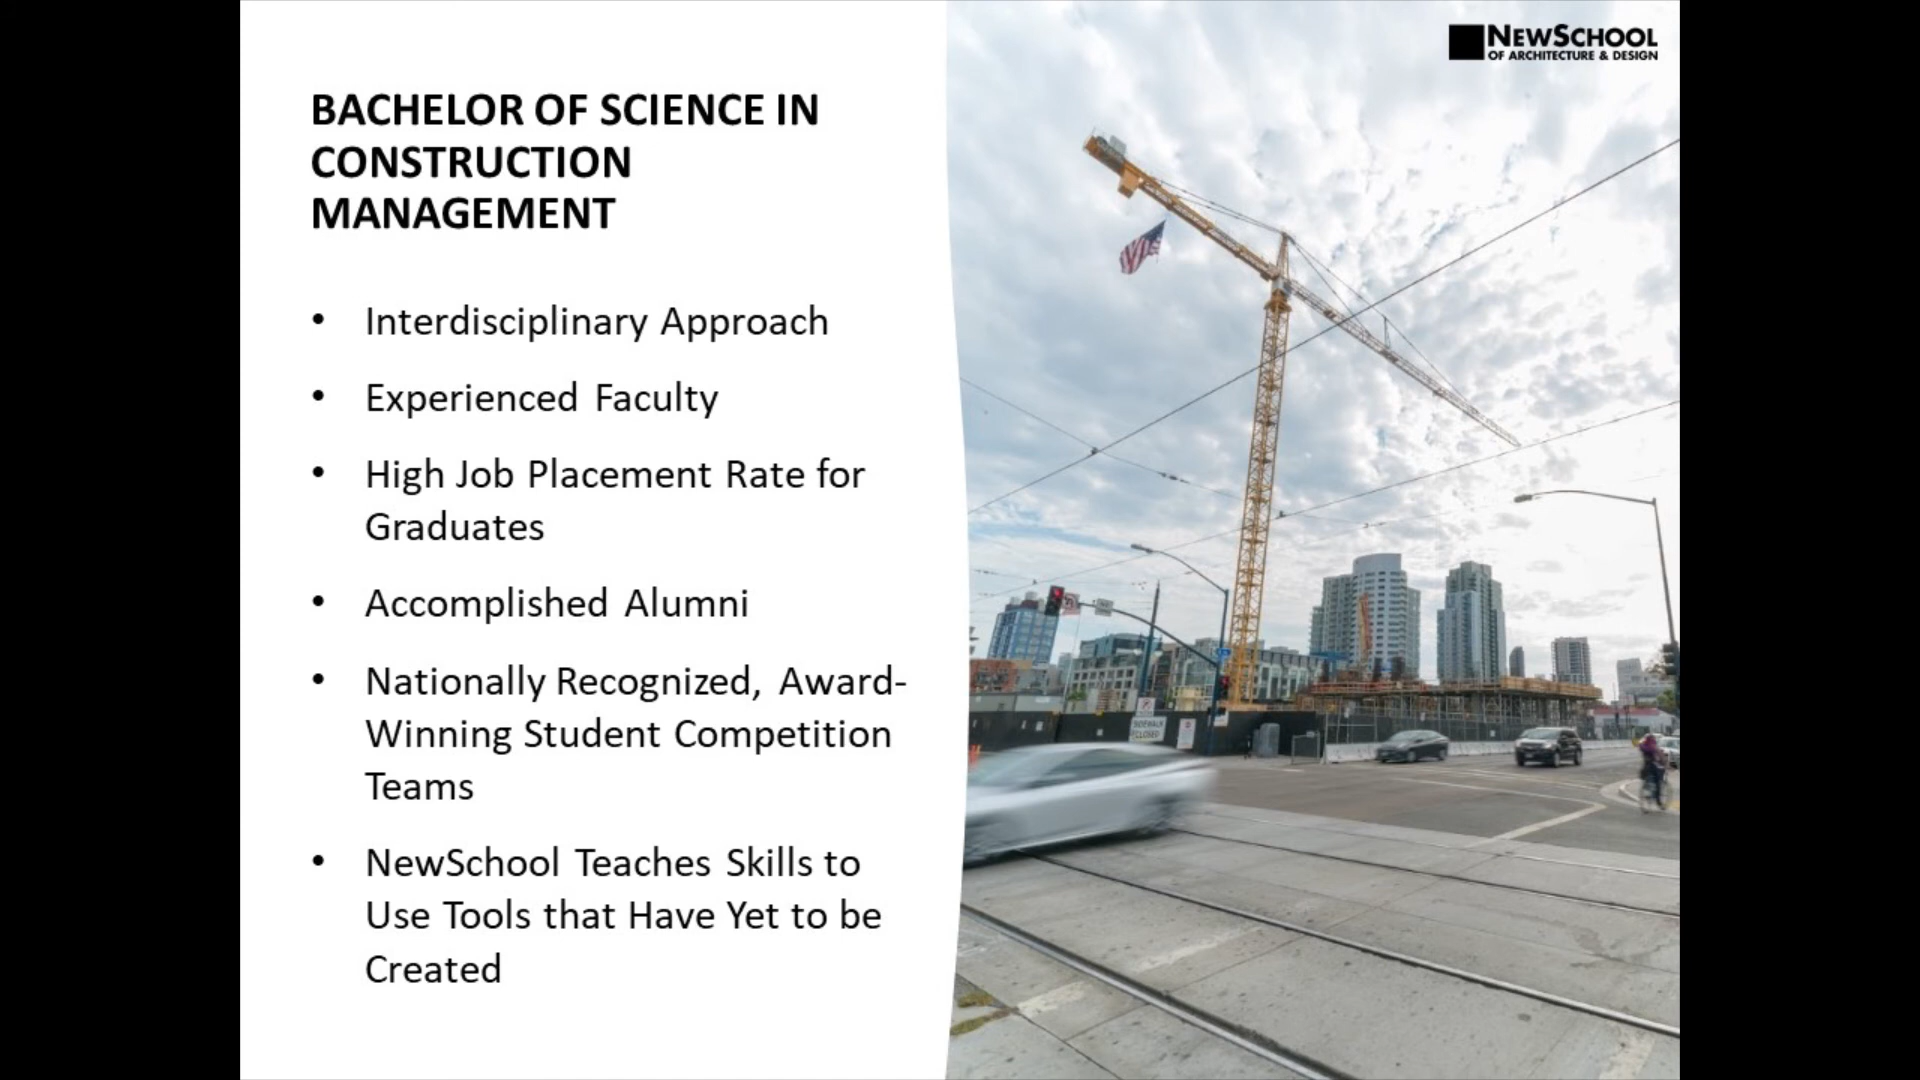 NEWSCHOOL
OF ARCHITECTURE & DESIGN
BACHELOR OF SCIENCE IN
CONSTRUCTION
MANAGEMENT
• Interdisciplinary Approach
• Experienced Faculty
• High Job Placement Rate for
Graduates
• Accomplished Alumni
• Nationally Recognized, Award-
Winning Student Competition
Teams
• NewSchool Teaches Skills to
Use Tools that Have Yet to be
Created
SIDEWALK
CLOSED